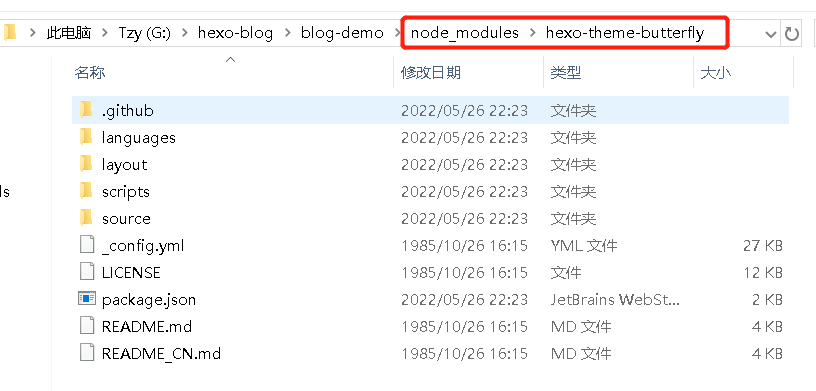 此电脑 > Tzy (G:) > hexo-blog > blog-demo > node_modules > hexo-theme-butterfly
名称 修改日期 类型 大小
.github 2022/05/26 22:23 文件夹
languages 2022/05/26 22:23 文件夹
layout 2022/05/26 22:23 文件夹
scripts 2022/05/26 22:23 文件夹
source 2022/05/26 22:23 文件夹
_config.yml 1985/10/26 16:15 YML 文件 27 KB
LICENSE 1985/10/26 16:15 文件 12 KB
package.json 2022/05/26 22:23 JetBrains WebSt... 2 KB
README.md 1985/10/26 16:15 MD 文件 4 KB
README_CN.md 1985/10/26 16:15 MD 文件 4 KB